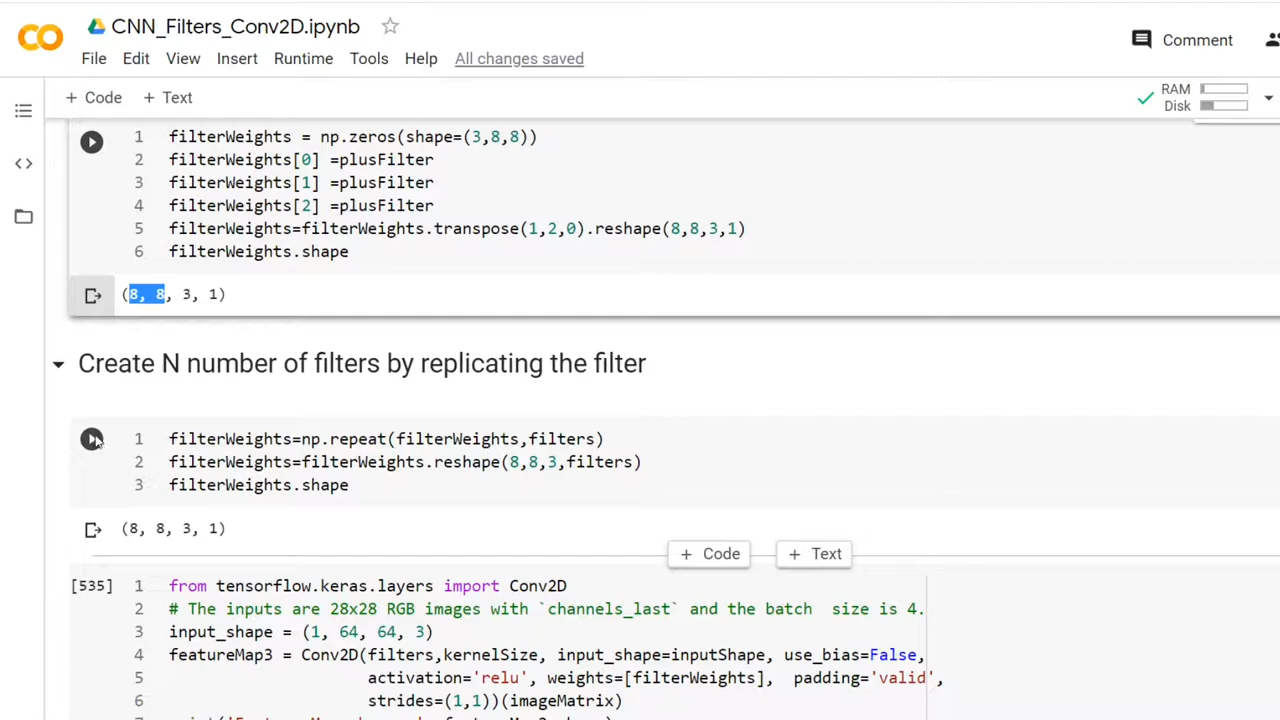 CO CNN_Filters_Conv2D.ipynb
File Edit View Insert Runtime Tools Help All changes saved
Comment
+ Code + Text
RAM
Disk
1 filterWeights = np.zeros(shape=(3,8,8))
2 filterWeights[0] =plusFilter
3 filterWeights[1] =plusFilter
4 filterWeights[2] =plusFilter
5 filterWeights=filterWeights.transpose(1,2,0).reshape(8,8,3,1)
6 filterWeights.shape
(8, 8, 3, 1)
Create N number of filters by replicating the filter
1 filterWeights=np.repeat(filterWeights,filters)
2 filterWeights=filterWeights.reshape(8,8,3,filters)
3 filterWeights.shape
(8, 8, 3, 1)
+ Code + Text
[535] 1 from tensorflow.keras.layers import Conv2D
2 # The inputs are 28x28 RGB images with `channels_last` and the batch  size is 4.
3 input_shape = (1, 64, 64, 3)
4 featureMap3 = Conv2D(filters,kernelSize, input_shape=inputShape, use_bias=False,
5 activation='relu', weights=[filterWeights],  padding='valid',
6 strides=(1,1))(imageMatrix)